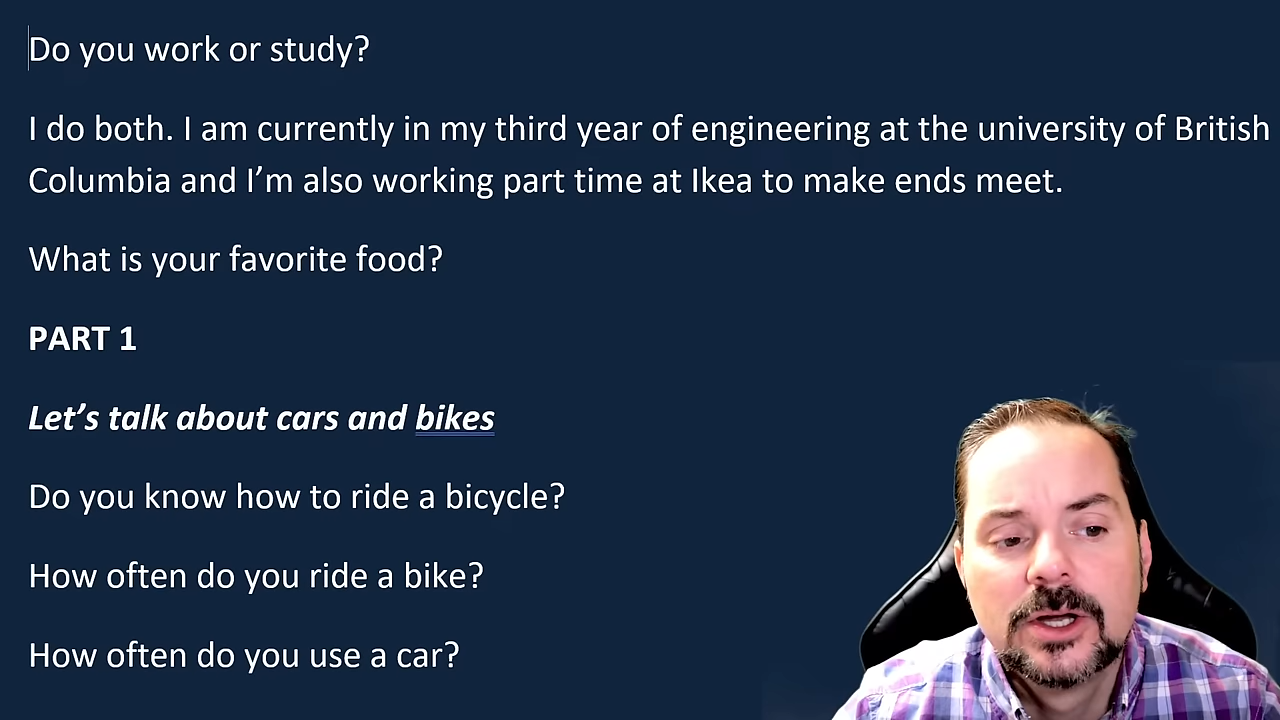 Do you work or study?
I do both. I am currently in my third year of engineering at the university of British
Columbia and I’m also working part time at Ikea to make ends meet.
What is your favorite food?
PART 1
Let’s talk about cars and bikes
Do you know how to ride a bicycle?
How often do you ride a bike?
How often do you use a car?